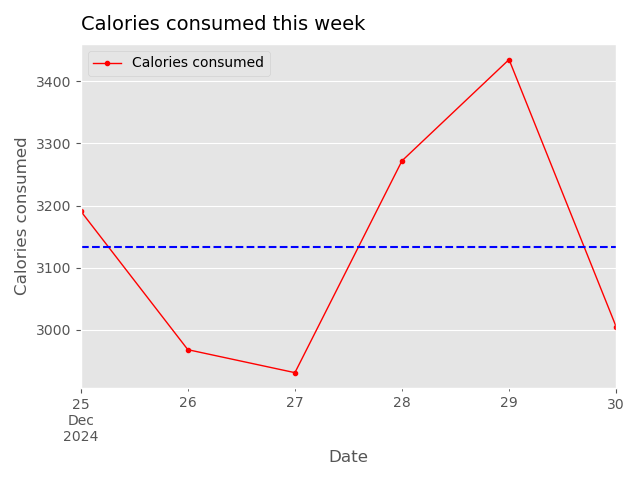 Calories consumed this week
Calories consumed
3400
3300
3200
3100
3000
Calories consumed
25
Dec
2024
26
27
28
29
30
Date